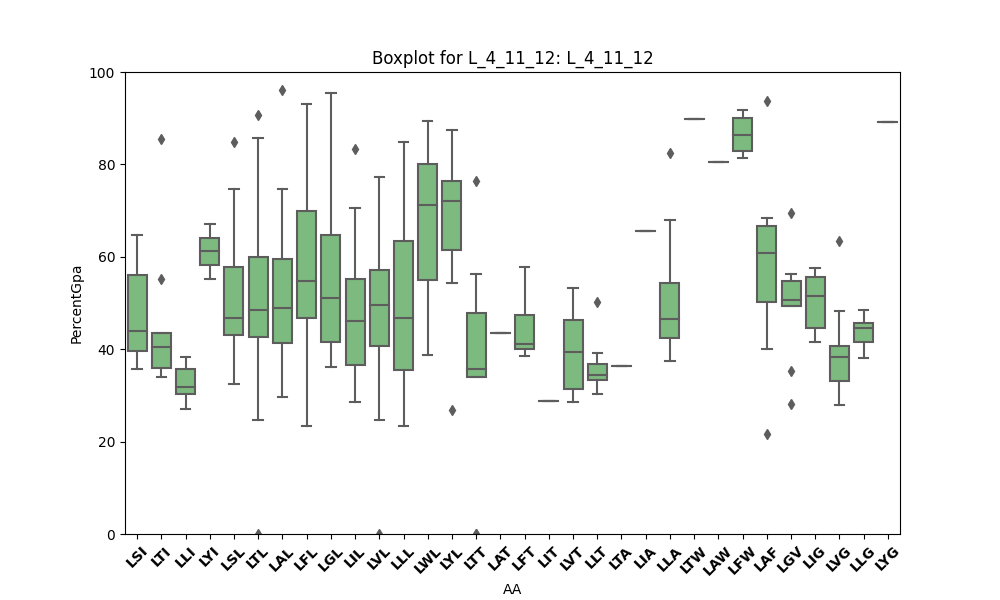 Boxplot for L_4_11_12: L_4_11_12
100
80
60
40
20
0
PercentGpa
LSI LTI LLI LYI LSL LTL LAL LFL LGL LIL LVL LLL LWL LYL LTT LAT LFT LIT LVT LLT LTA LIA LLA LTW LAW LFW LAF LGV LIG LVG LLG LYG
AA